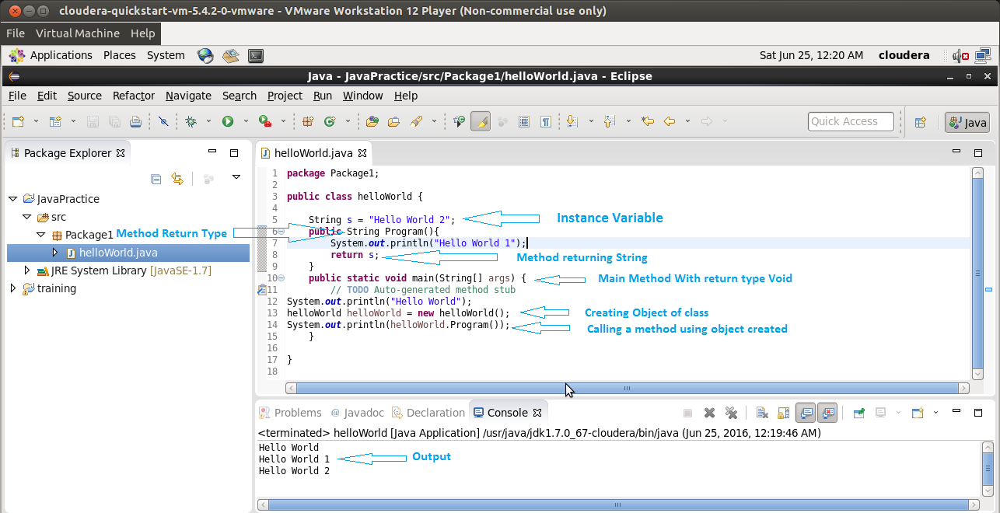 cloudera-quickstart-vm-5.4.2-0-vmware - VMware Workstation 12 Player (Non-commercial use only)
File Virtual Machine Help
Applications Places System Sat Jun 25, 12:20 AM cloudera
Java - JavaPractice/src/Package1/helloWorld.java - Eclipse
File Edit Source Refactor Navigate Search Project Run Window Help
Quick Access Java
Package Explorer
JavaPractice
src
Package1 Method Return Type
helloWorld.java
JRE System Library [JavaSE-1.7]
training
helloWorld.java
1 package Package1;
2
3 public class helloWorld {
4
5 String s = "Hello World 2"; Instance Variable
6 public String Program(){
7 System.out.println("Hello World 1");
8 return s; Method returning String
9 }
10 public static void main(String[] args) { Main Method With return type Void
11 // TODO Auto-generated method stub
12 System.out.println("Hello World");
13 helloWorld helloWorld = new helloWorld(); Creating Object of class
14 System.out.println(helloWorld.Program()); Calling a method using object created
15 }
16
17 }
18
Problems Javadoc Declaration Console
<terminated> helloWorld [Java Application] /usr/java/jdk1.7.0_67-cloudera/bin/java (Jun 25, 2016, 12:19:46 AM)
Hello World
Hello World 1 Output
Hello World 2